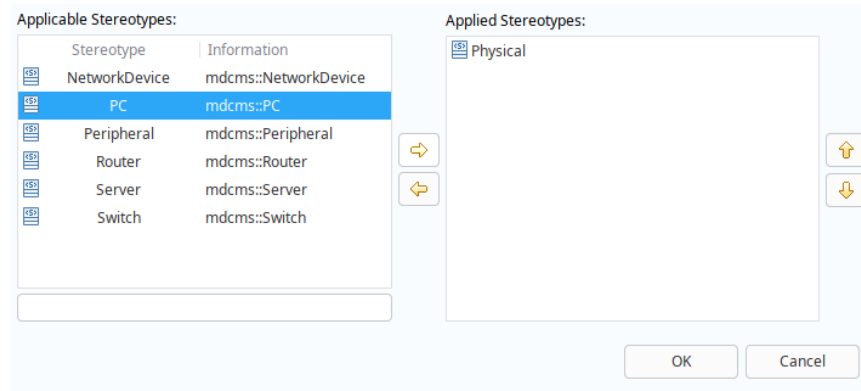 Applicable Stereotypes:
Stereotype Information
NetworkDevice mdcms::NetworkDevice
PC mdcms::PC
Peripheral mdcms::Peripheral
Router mdcms::Router
Server mdcms::Server
Switch mdcms::Switch
Applied Stereotypes:
Physical
OK Cancel